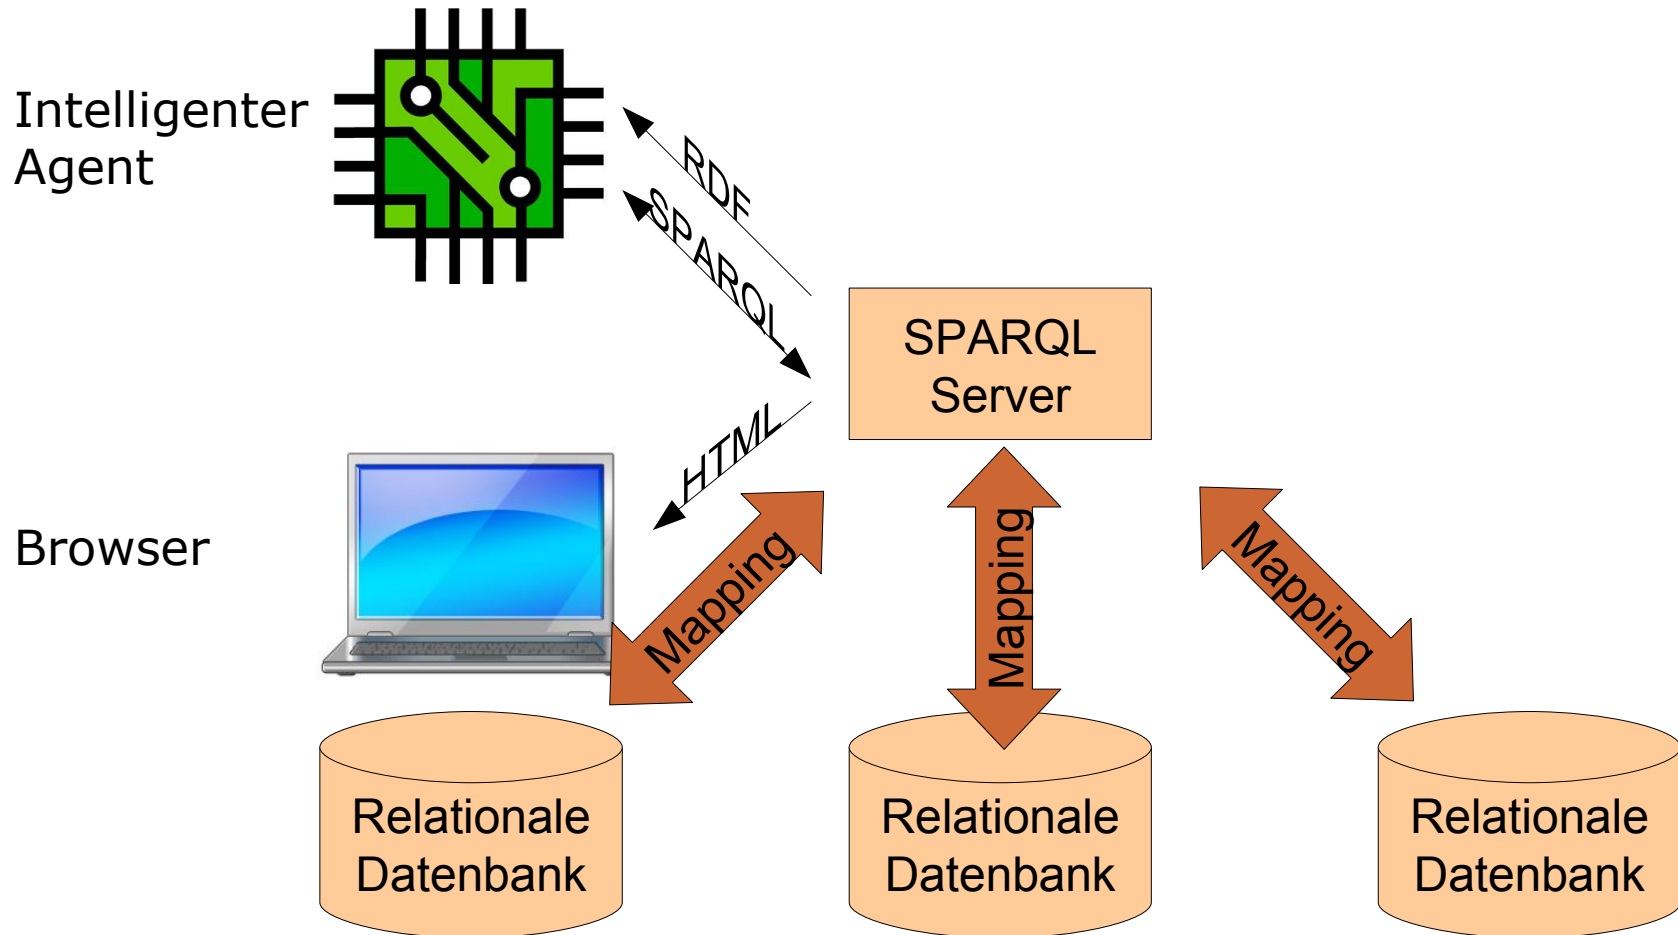 Intelligenter
Agent
RDF
SPARQL
SPARQL
Server
HTML
Browser
Mapping
Mapping
Mapping
Relationale
Datenbank
Relationale
Datenbank
Relationale
Datenbank